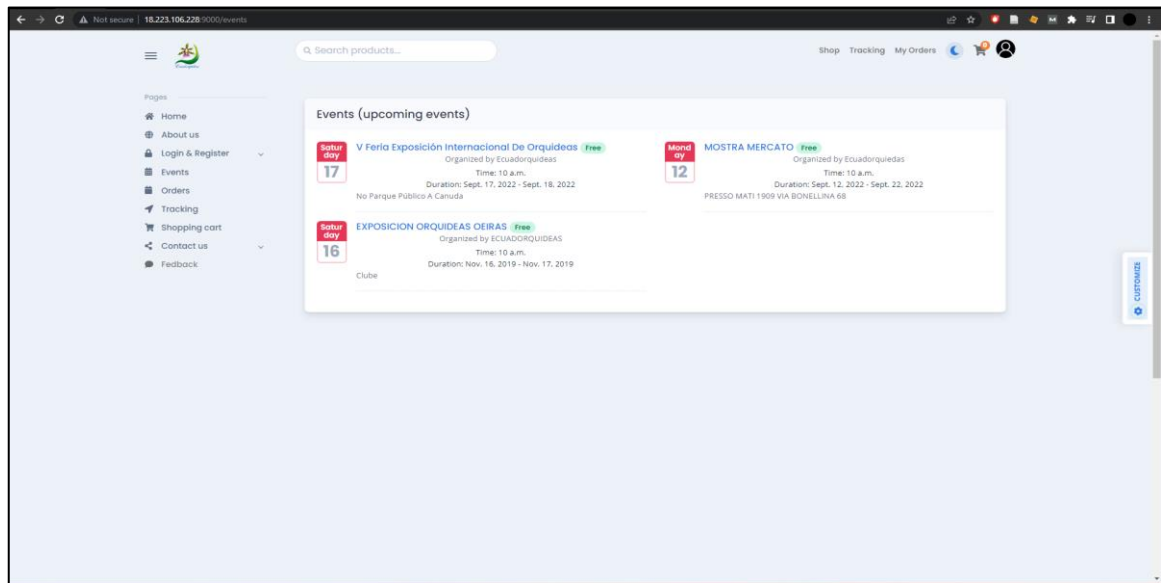 Not secure | 18.223.106.228:9000/events
Search products...
Shop Tracking My Orders
0
Pages
Home
About us
Login & Register
Events
Orders
Tracking
Shopping cart
Contact us
Fedback
Events (upcoming events)
Satur
day
17
V Feria Exposición Internacional De Orquídeas Free
Organized by Ecuadorquideas
Time: 10 a.m.
Duration: Sept. 17, 2022 - Sept. 18, 2022
No Parque Público A Canuda
Mond
ay
12
MOSTRA MERCATO Free
Organized by Ecuadorquiedas
Time: 10 a.m.
Duration: Sept. 12, 2022 - Sept. 22, 2022
PRESSO MATI 1909 VIA BONELLINA 68
Satur
day
16
EXPOSICION ORQUIDEAS OEIRAS Free
Organized by ECUADORQUIDEAS
Time: 10 a.m.
Duration: Nov. 16, 2019 - Nov. 17, 2019
Clube
CUSTOMIZE